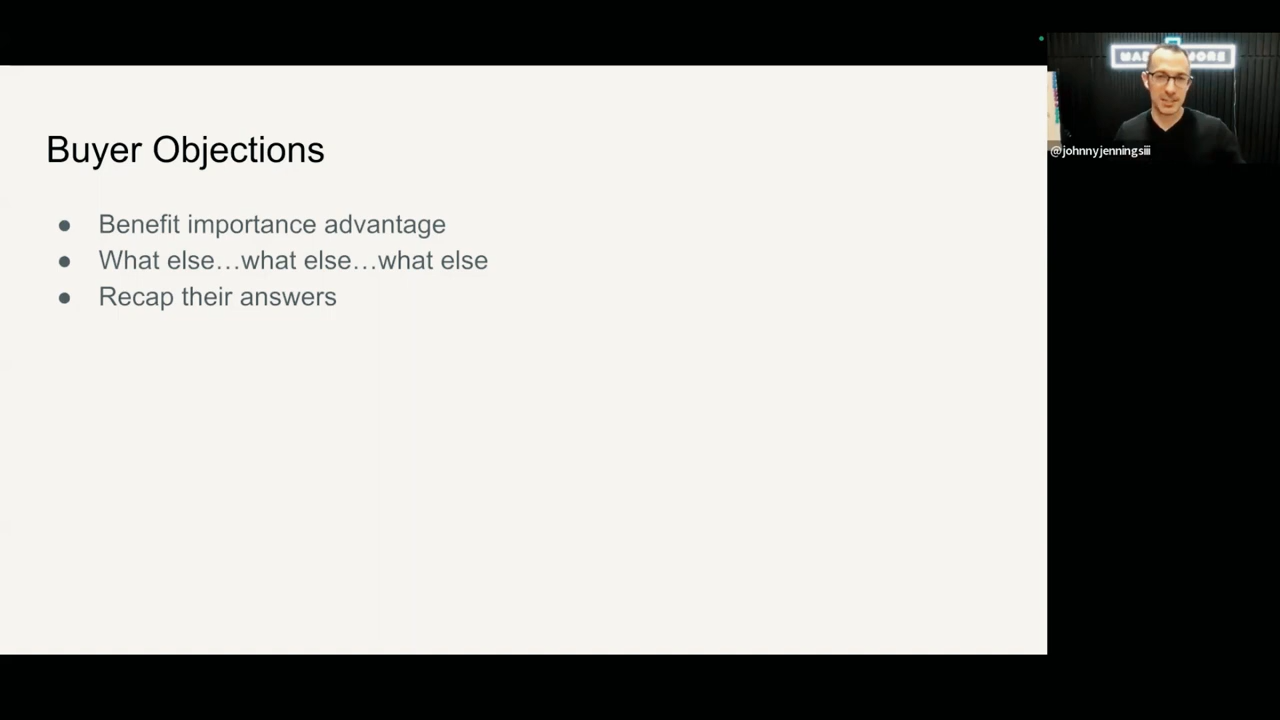 Buyer Objections
● Benefit importance advantage
● What else…what else…what else
● Recap their answers
@johnnyjenningsiii